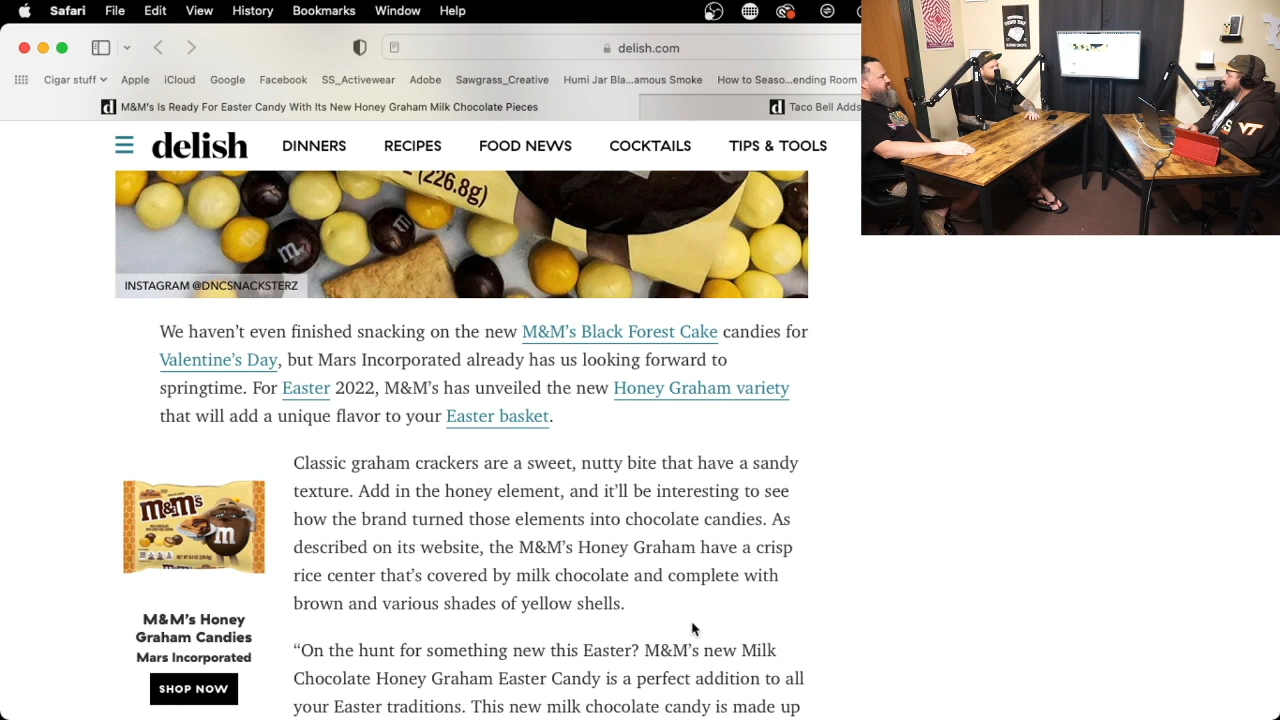 Safari File Edit View History Bookmarks Window Help
delish.com
Cigar stuff Apple iCloud Google Facebook SS_Activewear Adobe Sawgrass_Creative Humi Jar Bla...amous Smoke How to Seaso...ending Room
M&M's Is Ready For Easter Candy With Its New Honey Graham Milk Chocolate Pieces
Taco Bell Adds
delish DINNERS RECIPES FOOD NEWS COCKTAILS TIPS & TOOLS
(226.8g)
INSTAGRAM @DNCSNACKSTERZ
We haven't even finished snacking on the new M&M's Black Forest Cake candies for
Valentine's Day, but Mars Incorporated already has us looking forward to
springtime. For Easter 2022, M&M's has unveiled the new Honey Graham variety
that will add a unique flavor to your Easter basket.
Classic graham crackers are a sweet, nutty bite that have a sandy
texture. Add in the honey element, and it'll be interesting to see
how the brand turned those elements into chocolate candies. As
described on its website, the M&M's Honey Graham have a crisp
rice center that's covered by milk chocolate and complete with
brown and various shades of yellow shells.
m&m's
m
M&M's Honey
Graham Candies
Mars Incorporated
SHOP NOW
"On the hunt for something new this Easter? M&M's new Milk
Chocolate Honey Graham Easter Candy is a perfect addition to all
your Easter traditions. This new milk chocolate candy is made up
VT